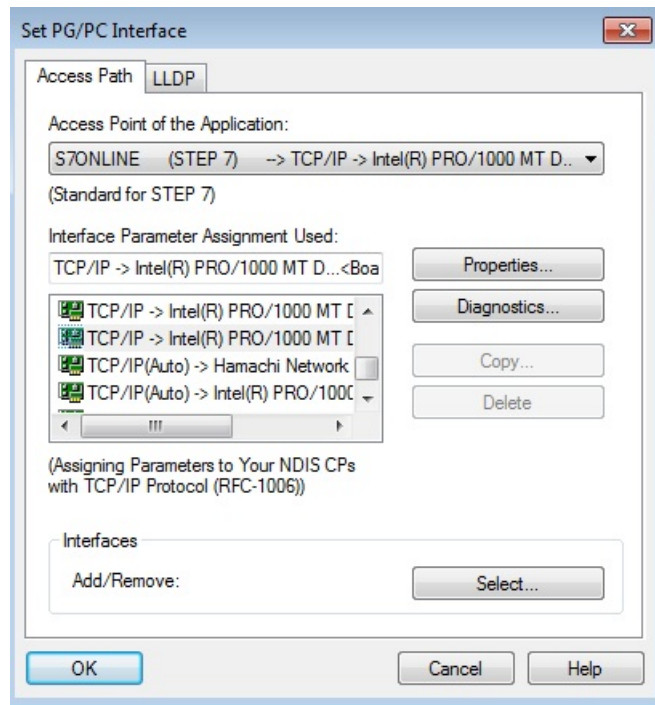 Set PG/PC Interface
Access Path
LLDP
Access Point of the Application:
S7ONLINE (STEP 7) --> TCP/IP -> Intel(R) PRO/1000 MT D..
(Standard for STEP 7)
Interface Parameter Assignment Used:
TCP/IP -> Intel(R) PRO/1000 MT D...<Boa
Properties...
TCP/IP -> Intel(R) PRO/1000 MT
Diagnostics...
TCP/IP -> Intel(R) PRO/1000 MT
TCP/IP(Auto) -> Hamachi Network
Copy...
TCP/IP(Auto) -> Intel(R) PRO/100
Delete
(Assigning Parameters to Your NDIS CPs
with TCP/IP Protocol (RFC-1006))
Interfaces
Add/Remove:
Select...
OK
Cancel
Help